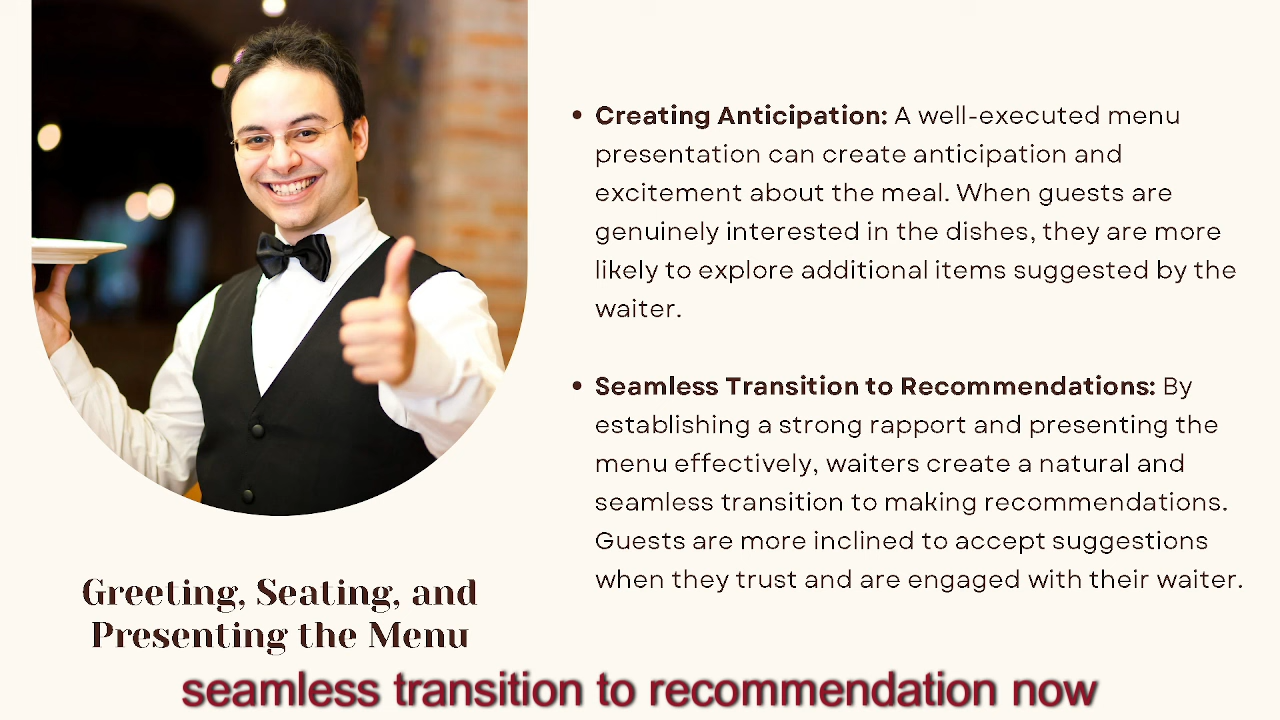 • Creating Anticipation: A well-executed menu
presentation can create anticipation and
excitement about the meal. When guests are
genuinely interested in the dishes, they are more
likely to explore additional items suggested by the
waiter.
• Seamless Transition to Recommendations: By
establishing a strong rapport and presenting the
menu effectively, waiters create a natural and
seamless transition to making recommendations.
Guests are more inclined to accept suggestions
when they trust and are engaged with their waiter.
Greeting, Seating, and
Presenting the Menu
seamless transition to recommendation now